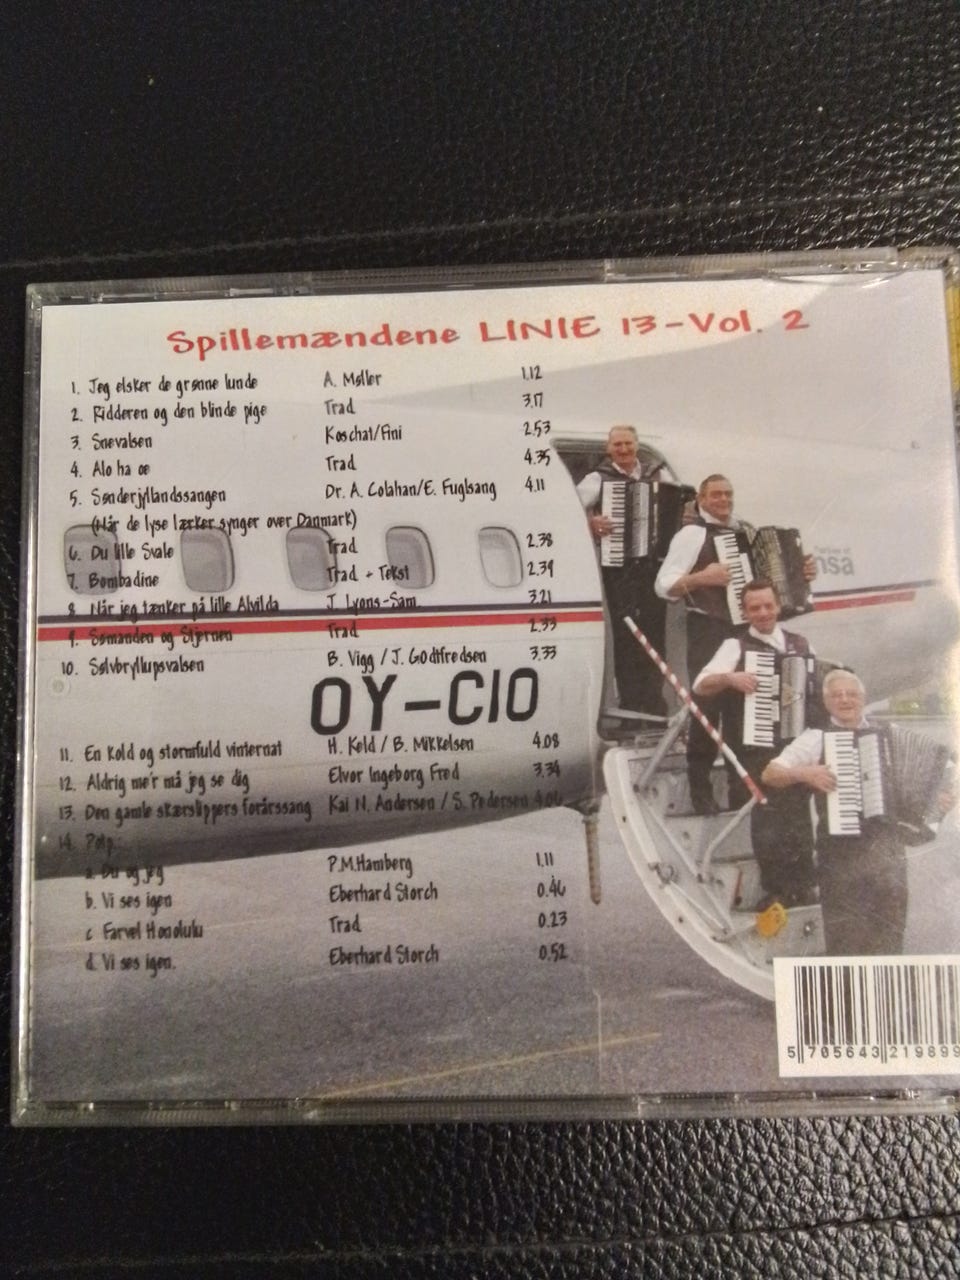 Spillemændene LINIE 13-Vol. 2
1. Jeg elsker de grønne lunde A. Møller 1.12
2. Ridderen og den blinde pige Trad 3.17
3. Snevalsen Koschat/Fini 2.53
4. Alo ha oe Trad 4.35
5. Sønderjyllandssangen Dr. A. Colahan/E. Fuglsang 4.11
(Når de lyse lærker synger over Danmark)
6. Du lille Svale Trad 2.38
7. Bombadine Trad + Tekst 2.39
8. Når jeg tænker på lille Alvilda J. Lyons-Sam. 3.21
9. Sømanden og Stjernen Trad 2.33
10. Sølvbryllupsvalsen B. Vigg / J. Godtfredsen 3.33
OY-CIO
11. En kold og stormfuld vinternat H. Keld / B. Mikkelsen 4.08
12. Aldrig me'r må jeg se dig Elvor Ingeborg Fred 3.34
13. Den gamle skærslippers forårssang Kai N. Andersen / S. Pedersen 4.06
14. Potp.:
a. Du og jeg P.M.Hamberg 1.11
b. Vi ses igen Eberhard Storch 0.46
c Farvel Honolulu Trad 0.23
d. Vi ses igen. Eberhard Storch 0.52
5 705643 219899